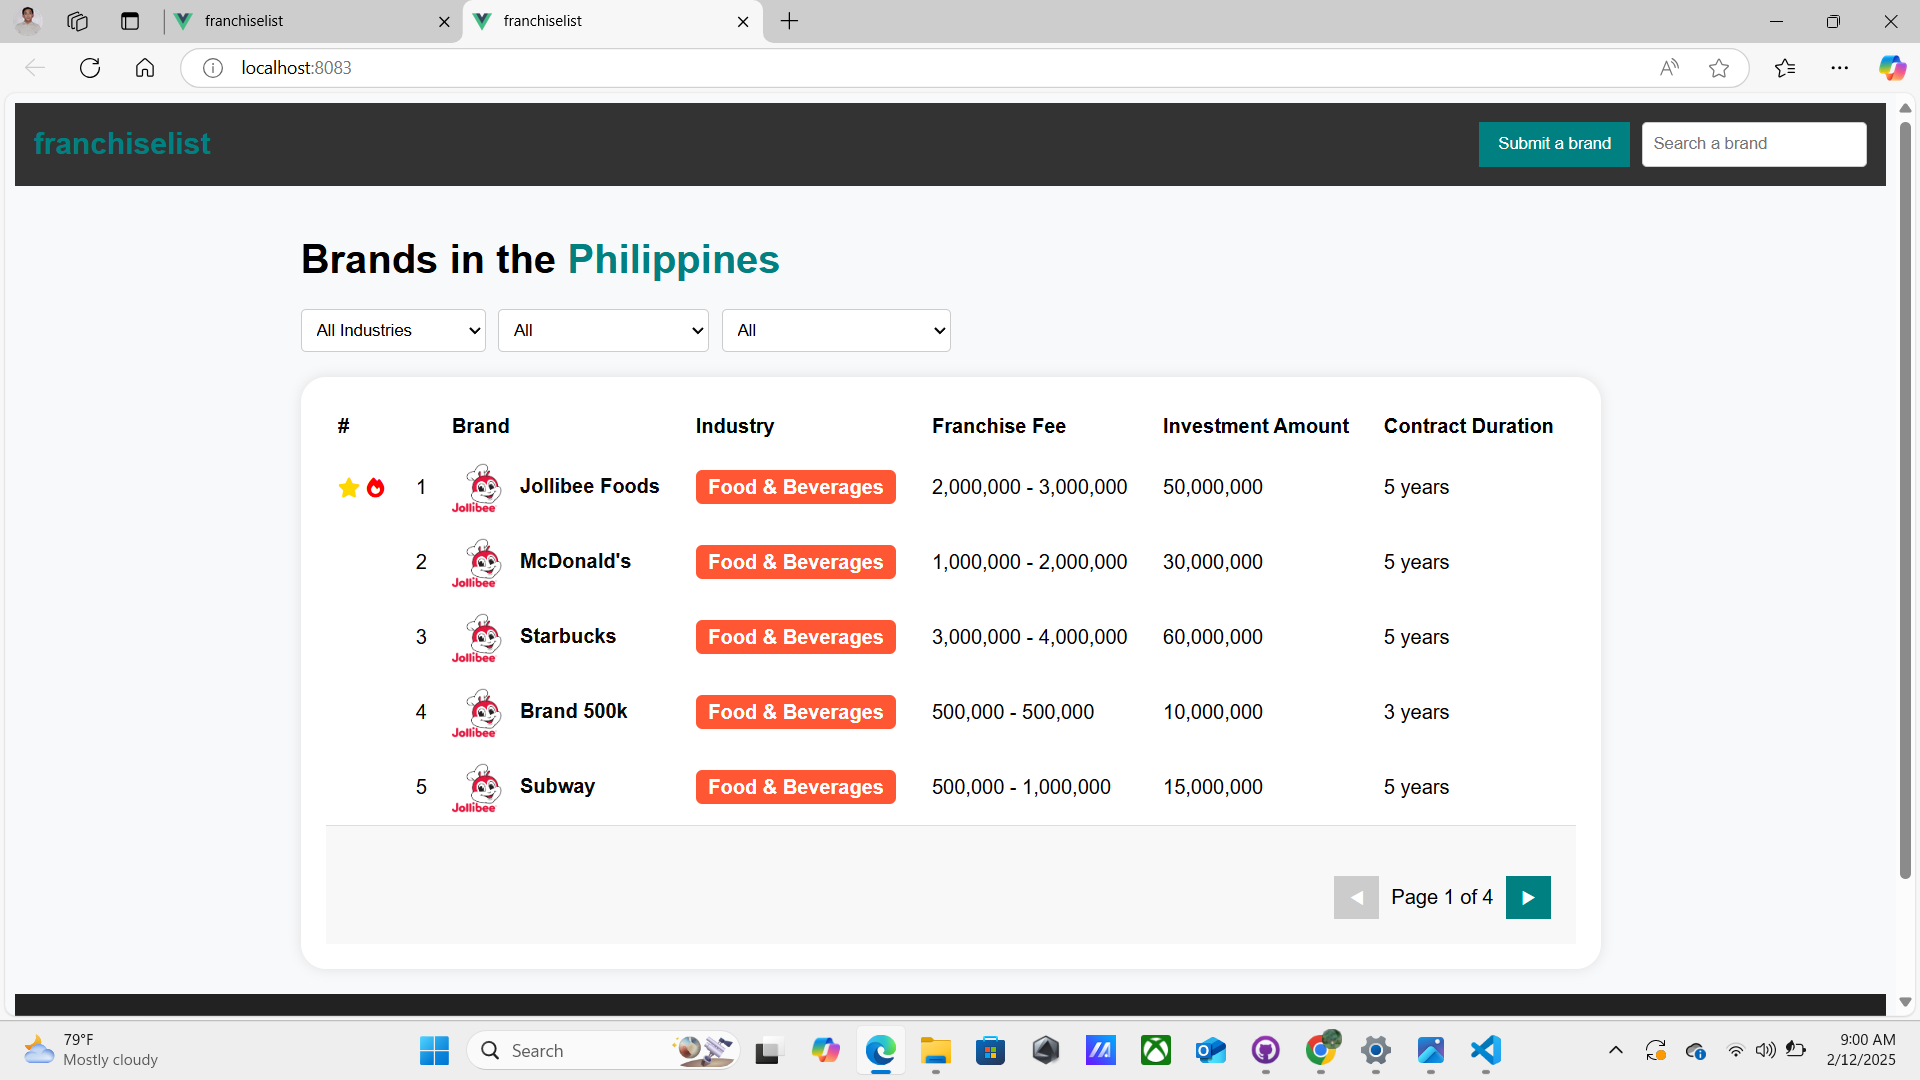 franchiselist
franchiselist
localhost:8083
franchiselist
Submit a brand
Search a brand
Brands in the Philippines
All Industries
All
All
# Brand Industry Franchise Fee Investment Amount Contract Duration
1 Jollibee Jollibee Foods Food & Beverages 2,000,000 - 3,000,000 50,000,000 5 years
2 Jollibee McDonald's Food & Beverages 1,000,000 - 2,000,000 30,000,000 5 years
3 Jollibee Starbucks Food & Beverages 3,000,000 - 4,000,000 60,000,000 5 years
4 Jollibee Brand 500k Food & Beverages 500,000 - 500,000 10,000,000 3 years
5 Jollibee Subway Food & Beverages 500,000 - 1,000,000 15,000,000 5 years
Page 1 of 4
79°F
Mostly cloudy
Search
9:00 AM
2/12/2025